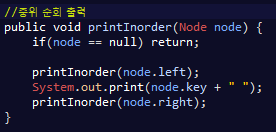 //중위 순회 출력
public void printInorder(Node node) {
    if(node == null) return;

    printInorder(node.left);
    System.out.print(node.key + " ");
    printInorder(node.right);
}